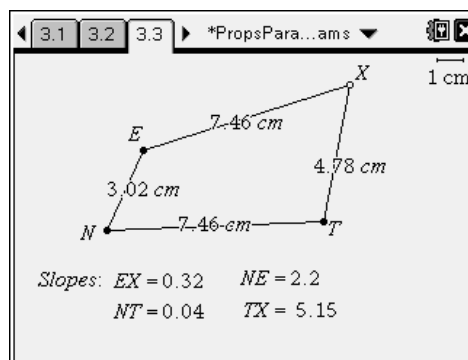 3.1 3.2 3.3 *PropsPara...ams
X
1 cm
E
7.46 cm
3.02 cm
4.78 cm
N
7.46 cm
T
Slopes: EX = 0.32 NE = 2.2
NT = 0.04 TX = 5.15